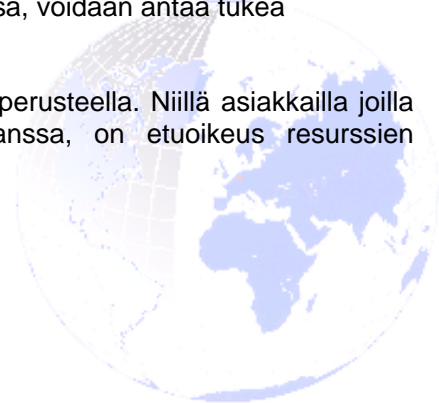 sa, voidaan antaa tukea
perusteella. Niillä asiakkailla joilla
anssa, on etuoikeus resurssien